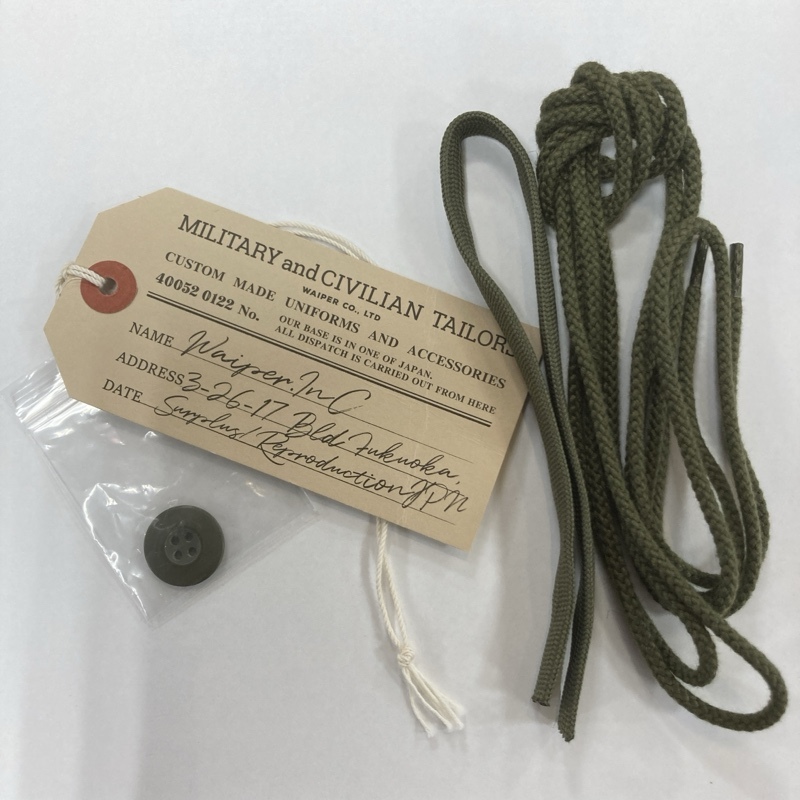 MILITARY and CIVILIAN TAILORS
WAIPER CO., LTD
CUSTOM MADE UNIFORMS AND ACCESSORIES
40052 0122 No.
OUR BASE IS IN ONE OF JAPAN.
ALL DISPATCH IS CARRIED OUT FROM HERE
NAME Waiper.InC
ADDRESS 3-26-17 Bld Fukuoka,
DATE Surplus/Reproduction JPN